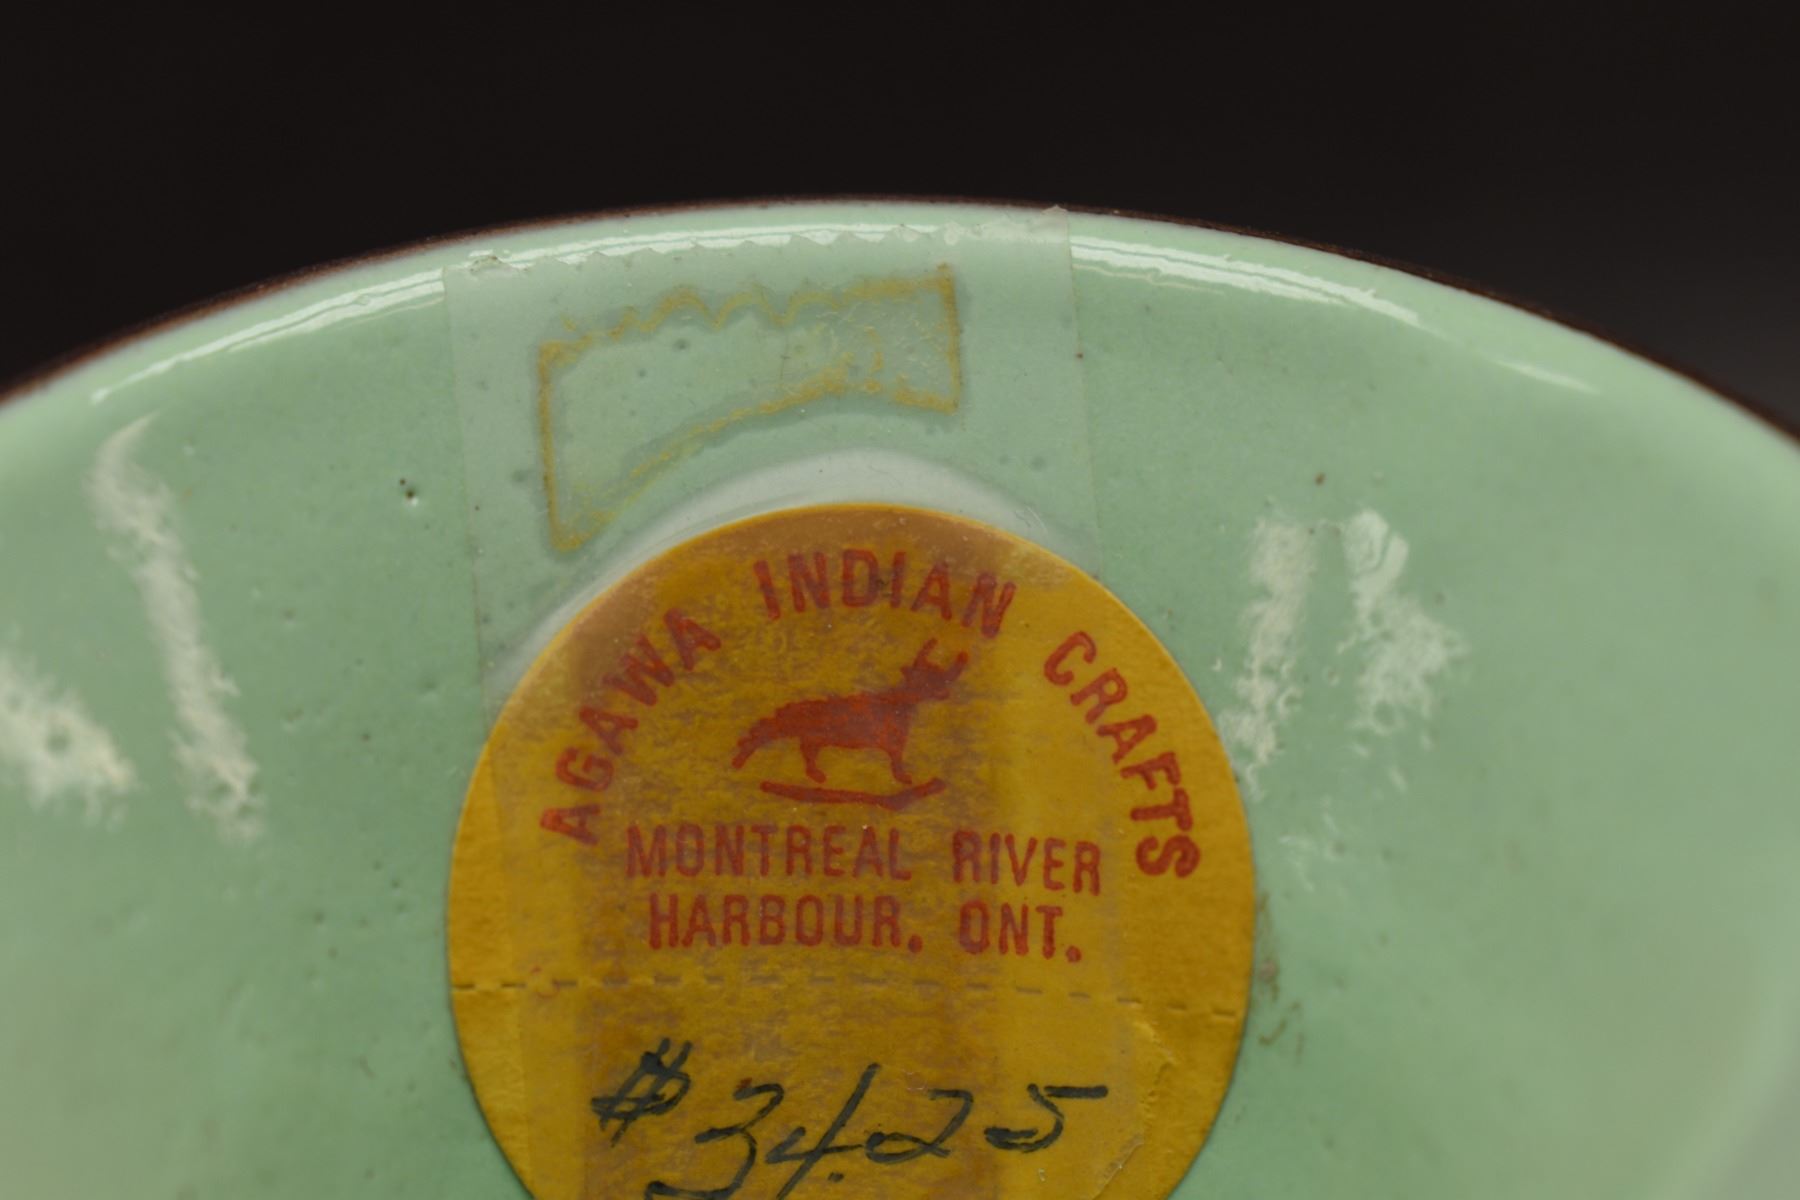 AGAWA INDIAN CRAFTS
MONTREAL RIVER
HARBOUR, ONT.
$34.25